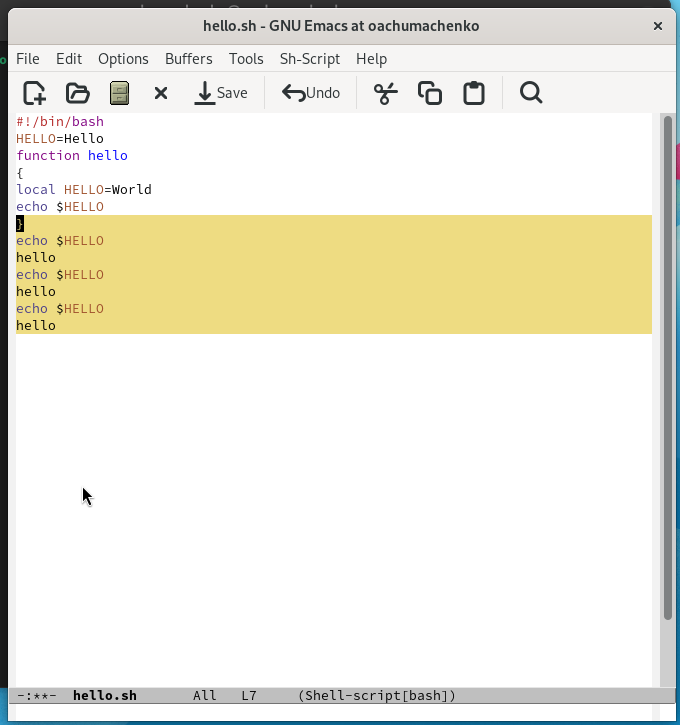 hello.sh - GNU Emacs at oachumachenko
File Edit Options Buffers Tools Sh-Script Help
Save Undo
#!/bin/bash
HELLO=Hello
function hello
{
local HELLO=World
echo $HELLO
}
echo $HELLO
hello
echo $HELLO
hello
echo $HELLO
hello
-:**- hello.sh All L7 (Shell-script[bash])